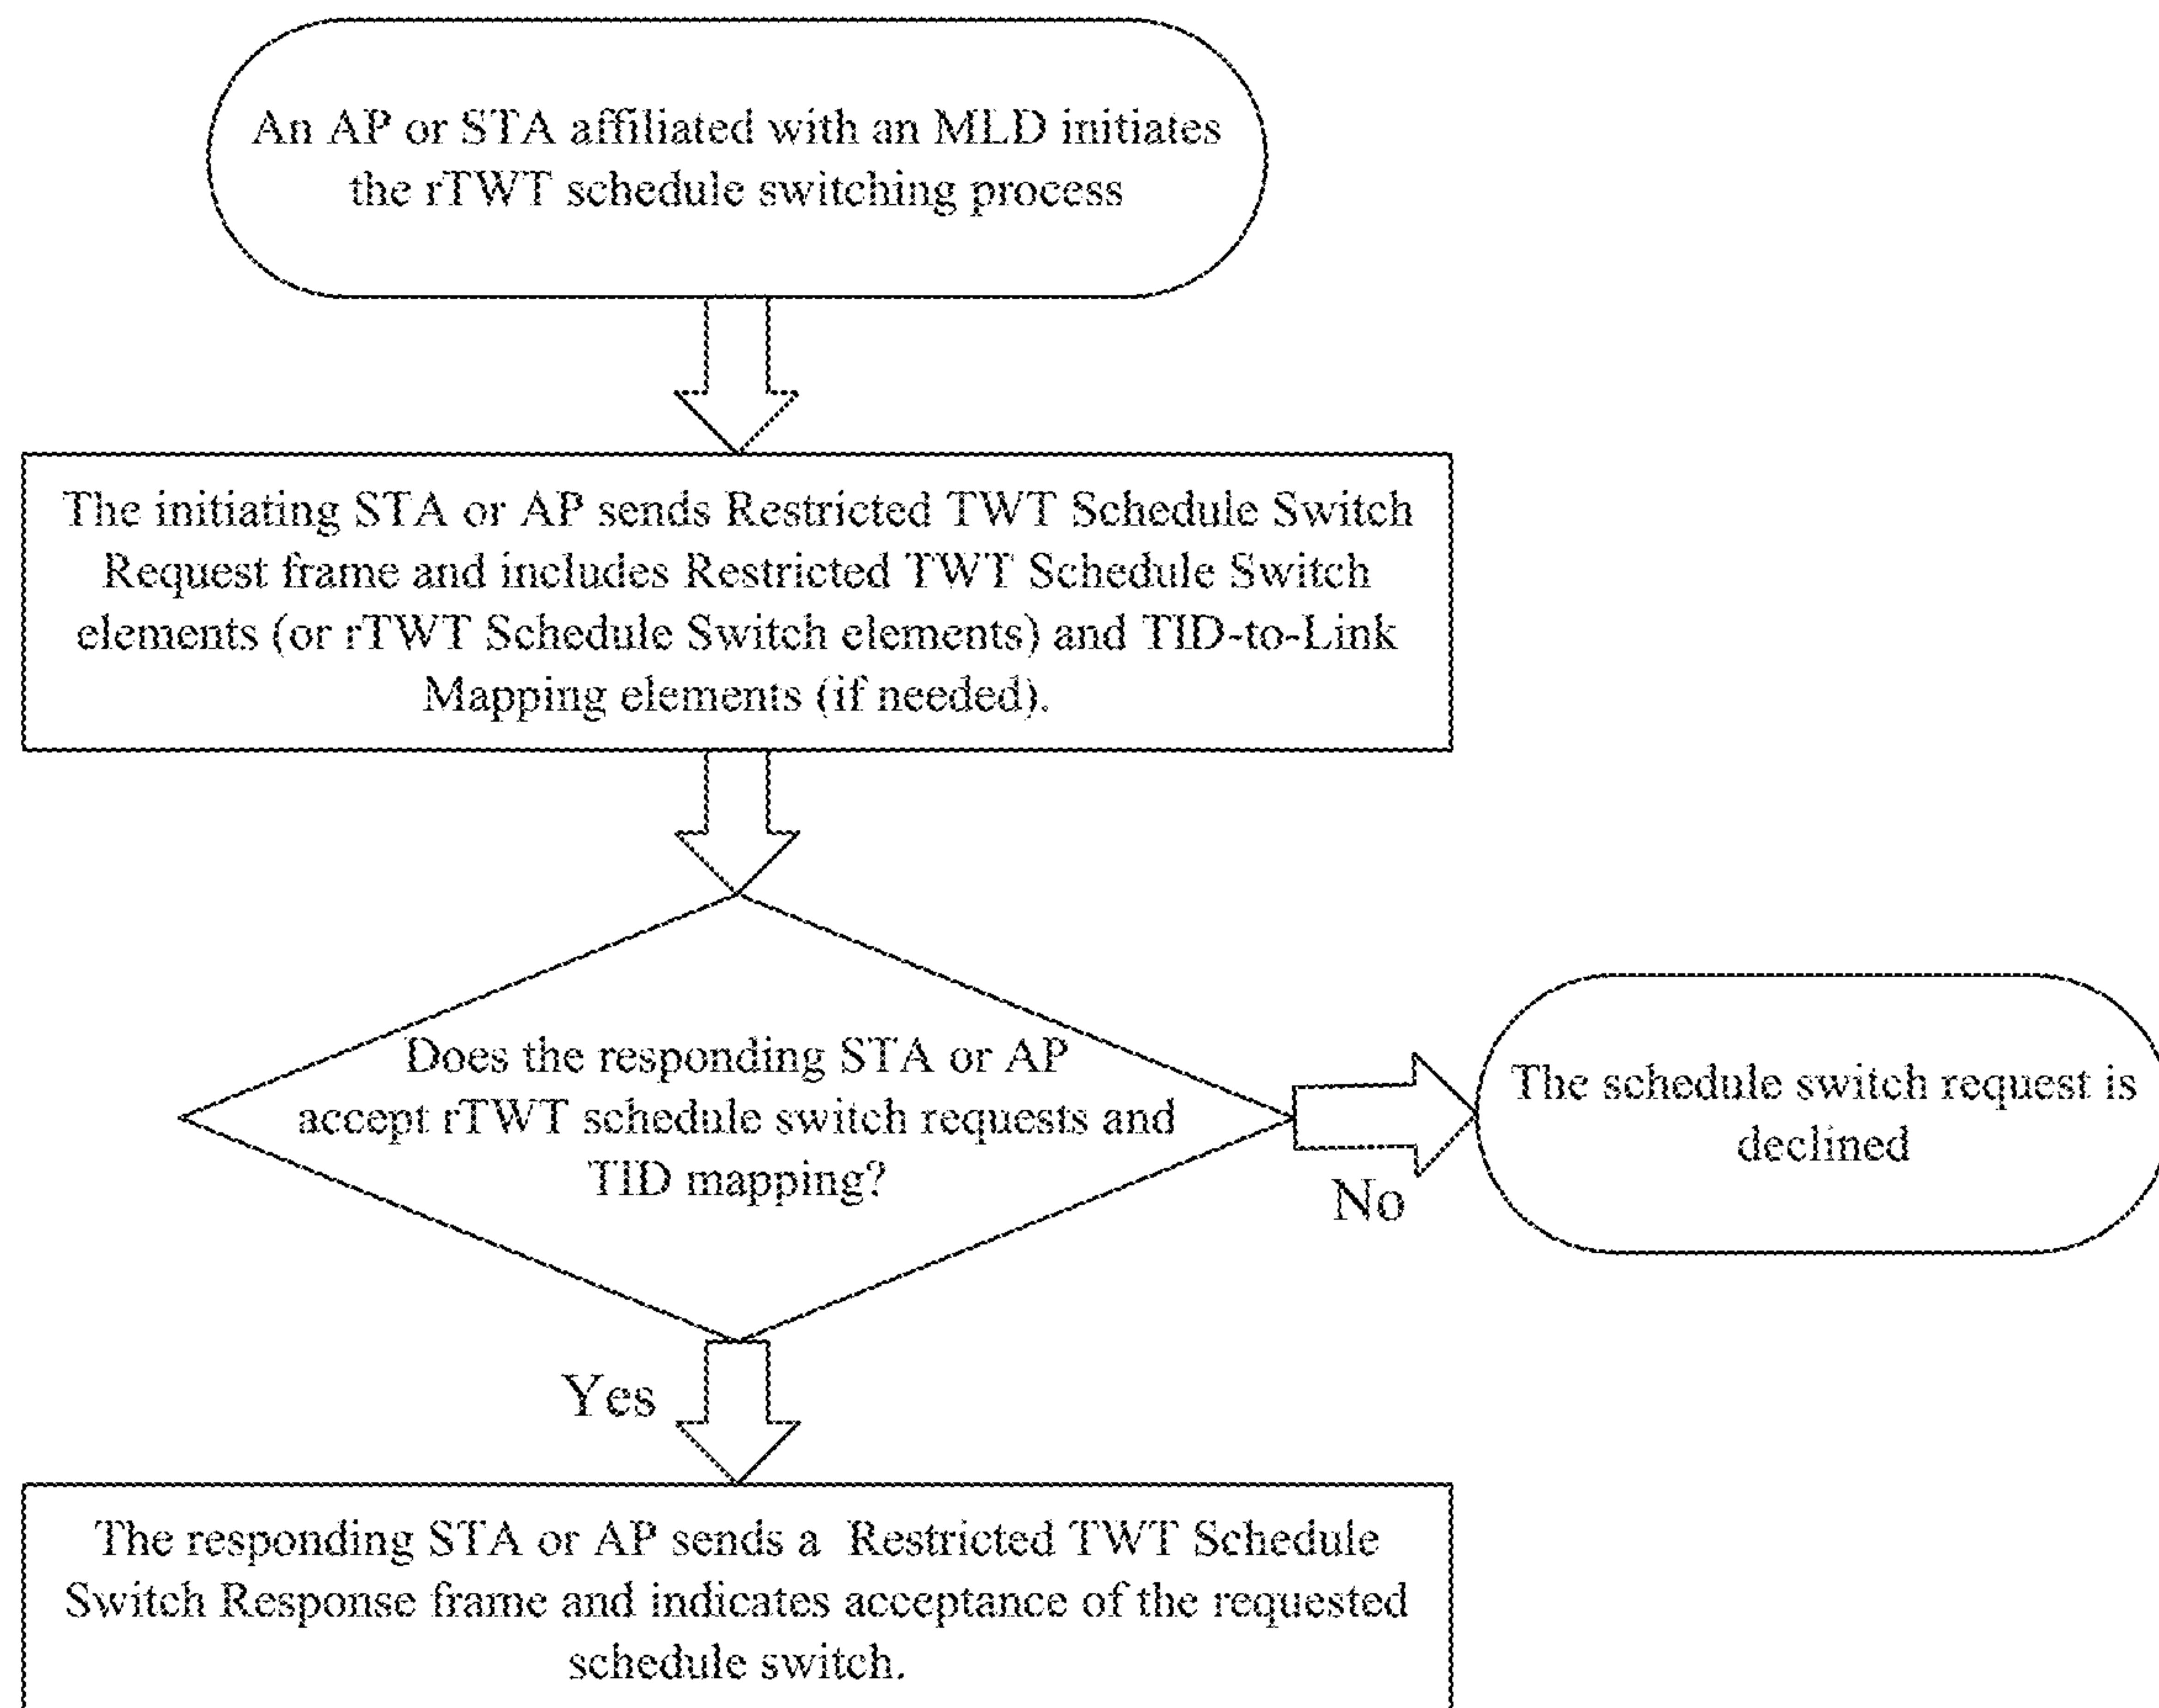 An AP or STA affiliated with an MLD initiates
the rTWT schedule switching process
The initiating STA or AP sends Restricted TWT Schedule Switch
Request frame and includes Restricted TWT Schedule Switch
elements (or rTWT Schedule Switch elements) and TID-to-Link
Mapping elements (if needed).
Does the responding STA or AP
accept rTWT schedule switch requests and
TID mapping?
The schedule switch request is
declined
No
Yes
The responding STA or AP sends a Restricted TWT Schedule
Switch Response frame and indicates acceptance of the requested
schedule switch.